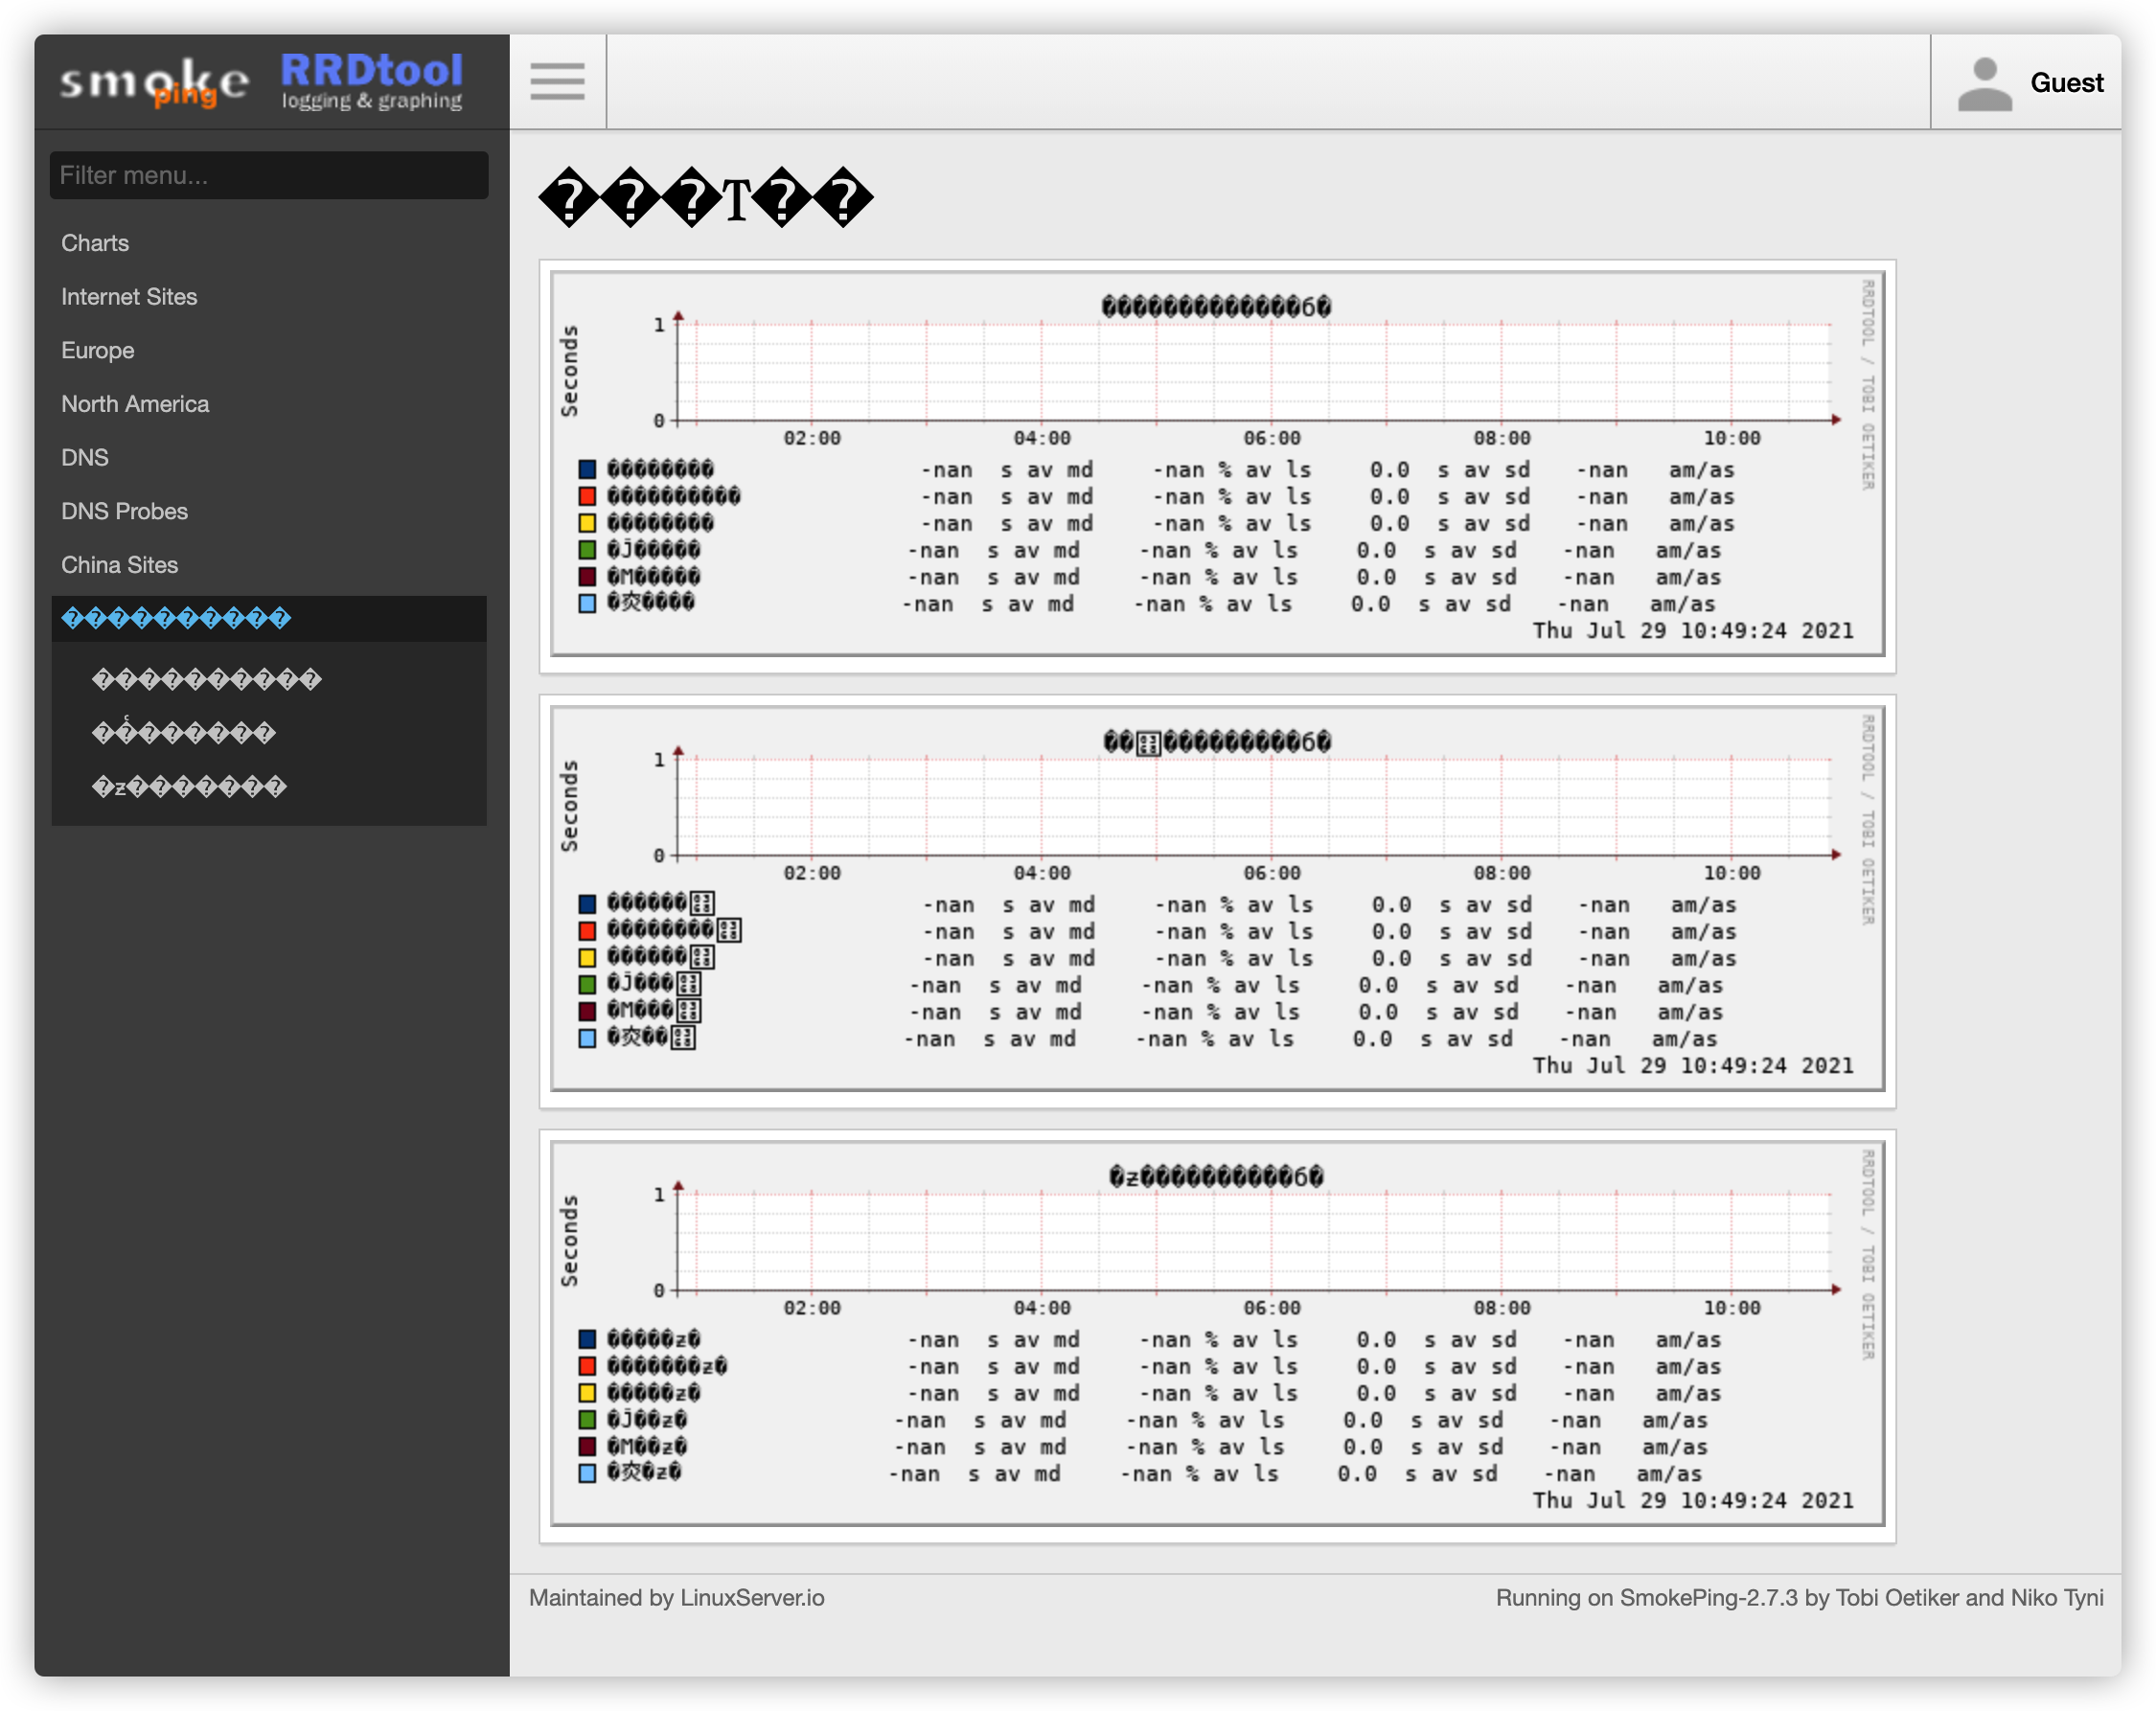 smokeping
RRDtool
logging & graphing
Guest
Filter menu...
Charts
Internet Sites
Europe
North America
DNS
DNS Probes
China Sites
���T��
RRDTOOL / TOBI OETIKER
Seconds
1
0
02:00 04:00 06:00 08:00 10:00
-nan s av md -nan % av ls 0.0 s av sd -nan am/as
-nan s av md -nan % av ls 0.0 s av sd -nan am/as
-nan s av md -nan % av ls 0.0 s av sd -nan am/as
-nan s av md -nan % av ls 0.0 s av sd -nan am/as
-nan s av md -nan % av ls 0.0 s av sd -nan am/as
-nan s av md -nan % av ls 0.0 s av sd -nan am/as
Thu Jul 29 10:49:24 2021
RRDTOOL / TOBI OETIKER
Seconds
1
0
02:00 04:00 06:00 08:00 10:00
-nan s av md -nan % av ls 0.0 s av sd -nan am/as
-nan s av md -nan % av ls 0.0 s av sd -nan am/as
-nan s av md -nan % av ls 0.0 s av sd -nan am/as
-nan s av md -nan % av ls 0.0 s av sd -nan am/as
-nan s av md -nan % av ls 0.0 s av sd -nan am/as
-nan s av md -nan % av ls 0.0 s av sd -nan am/as
Thu Jul 29 10:49:24 2021
RRDTOOL / TOBI OETIKER
Seconds
1
0
02:00 04:00 06:00 08:00 10:00
-nan s av md -nan % av ls 0.0 s av sd -nan am/as
-nan s av md -nan % av ls 0.0 s av sd -nan am/as
-nan s av md -nan % av ls 0.0 s av sd -nan am/as
-nan s av md -nan % av ls 0.0 s av sd -nan am/as
-nan s av md -nan % av ls 0.0 s av sd -nan am/as
-nan s av md -nan % av ls 0.0 s av sd -nan am/as
Thu Jul 29 10:49:24 2021
Maintained by LinuxServer.io
Running on SmokePing-2.7.3 by Tobi Oetiker and Niko Tyni